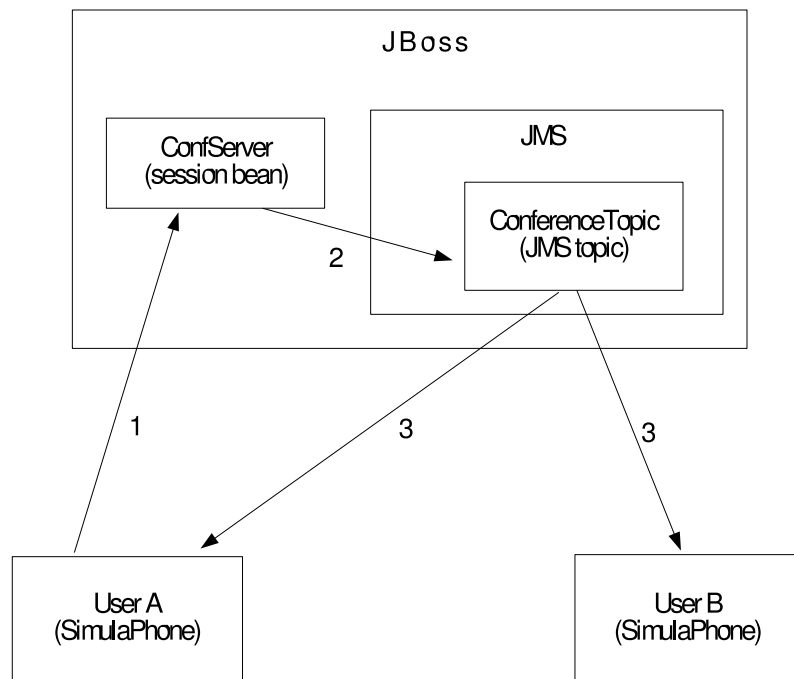 JBoss
ConfServer
(session bean)
JMS
ConferenceTopic
(JMS topic)
2
1
3
3
User A
(SimulaPhone)
User B
(SimulaPhone)